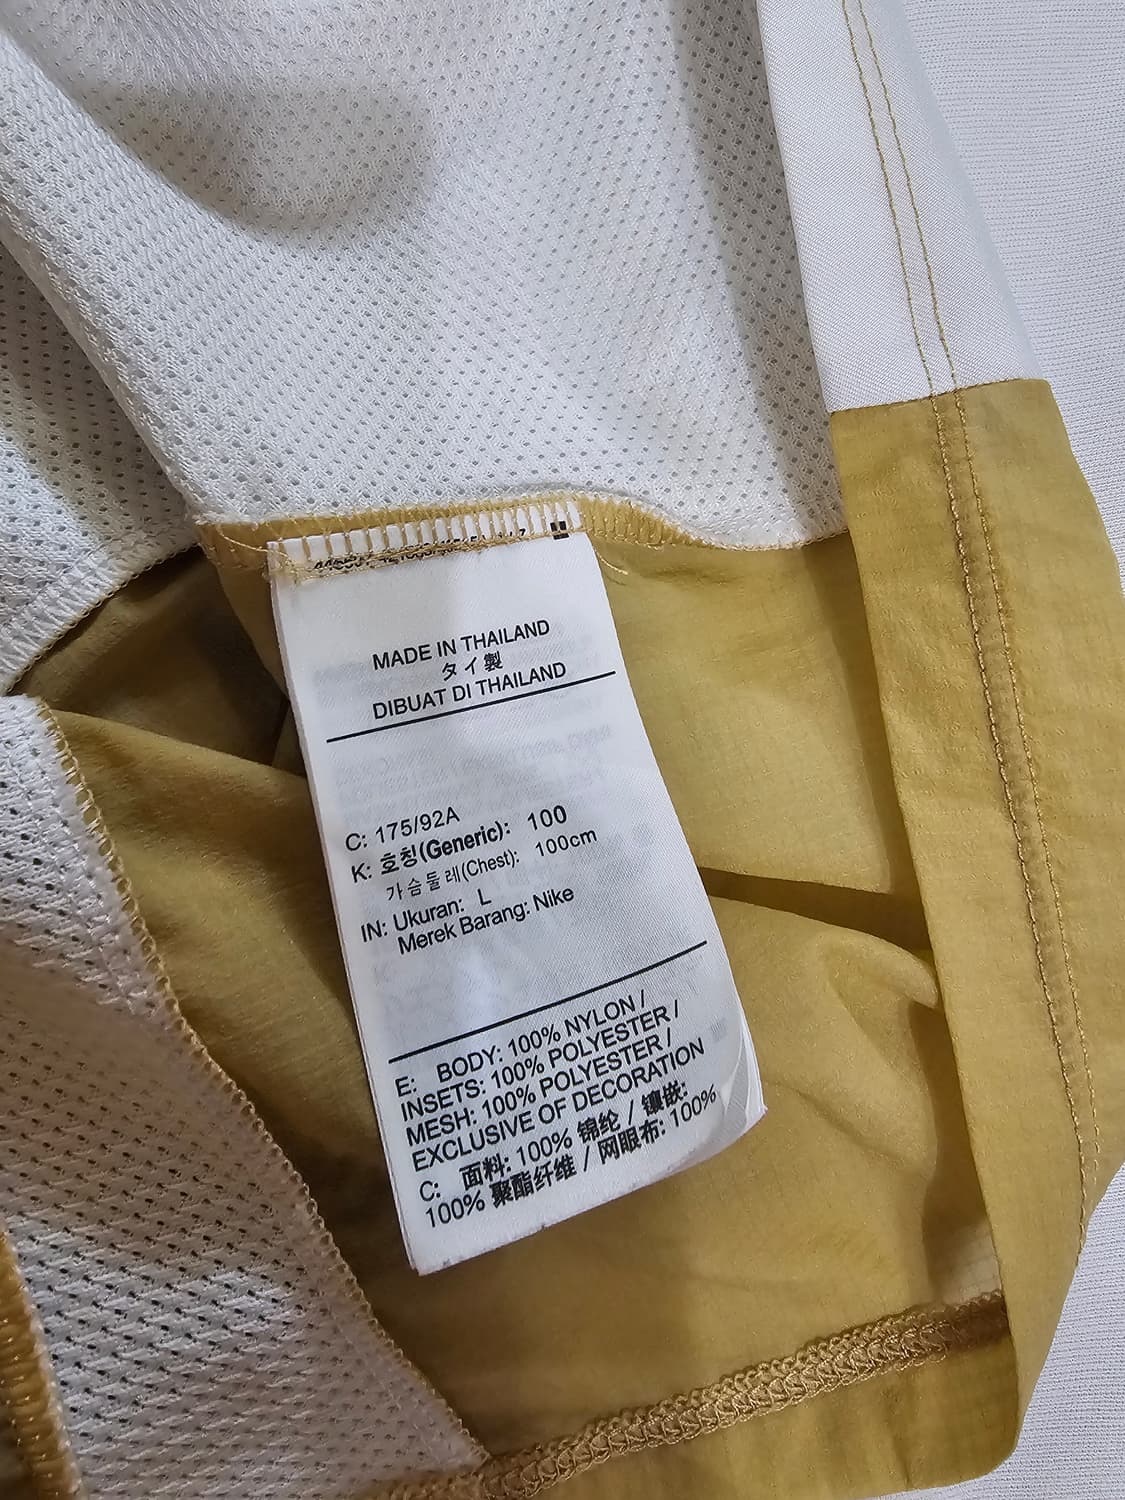 MADE IN THAILAND
タイ製
DIBUAT DI THAILAND
C: 175/92A
K: 호칭(Generic): 100
가슴둘레(Chest): 100cm
IN: Ukuran: L
Merek Barang: Nike
E: BODY: 100% NYLON /
INSETS: 100% POLYESTER /
MESH: 100% POLYESTER /
EXCLUSIVE OF DECORATION
C: 面料: 100% 锦纶 / 镶嵌:
100% 聚酯纤维 / 网眼布: 100%